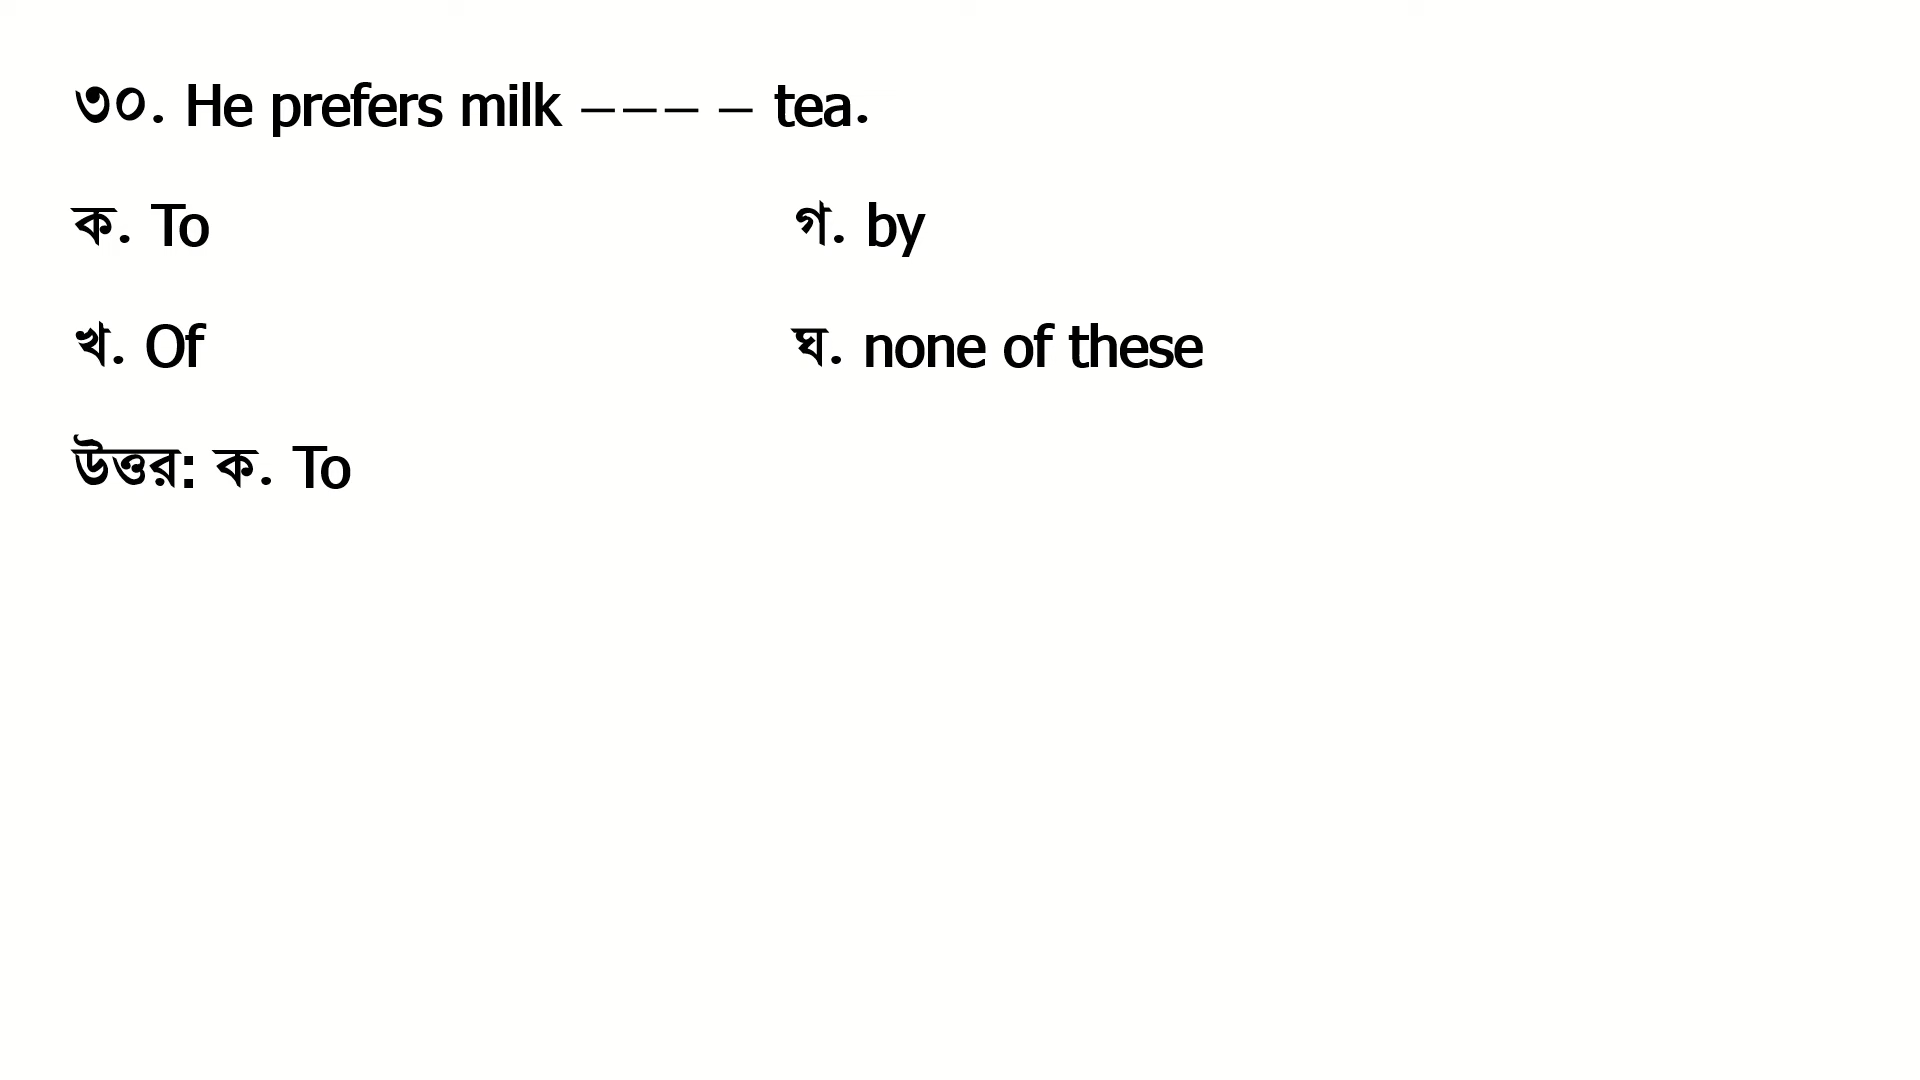 ৩০. He prefers milk –––– tea.
ক. To গ. by
খ. Of ঘ. none of these
উত্তর: ক. To